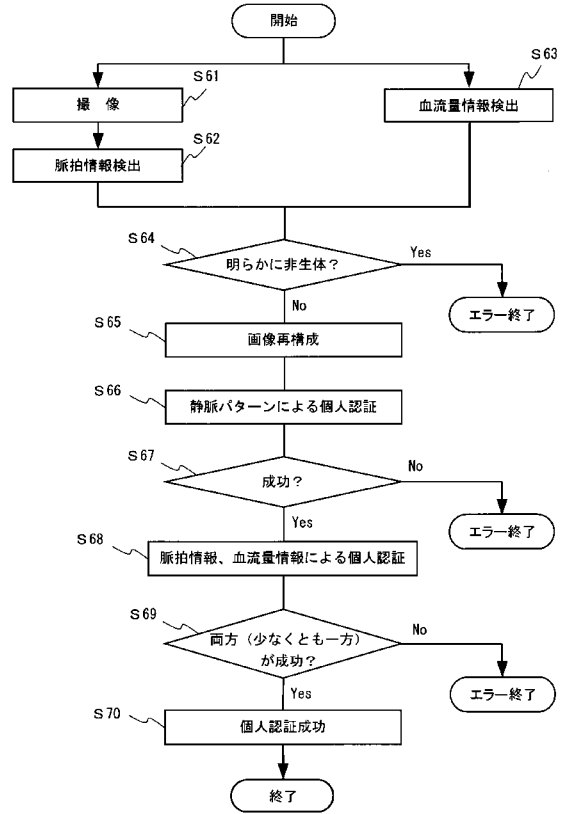 開始
S61
撮 像
S62
脈拍情報検出
S63
血流量情報検出
S64
明らかに非生体?
Yes
エラー終了
No
S65
画像再構成
S66
静脈パターンによる個人認証
S67
成功?
No
エラー終了
Yes
S68
脈拍情報、血流量情報による個人認証
S69
両方(少なくとも一方)
が成功?
No
エラー終了
Yes
S70
個人認証成功
終了